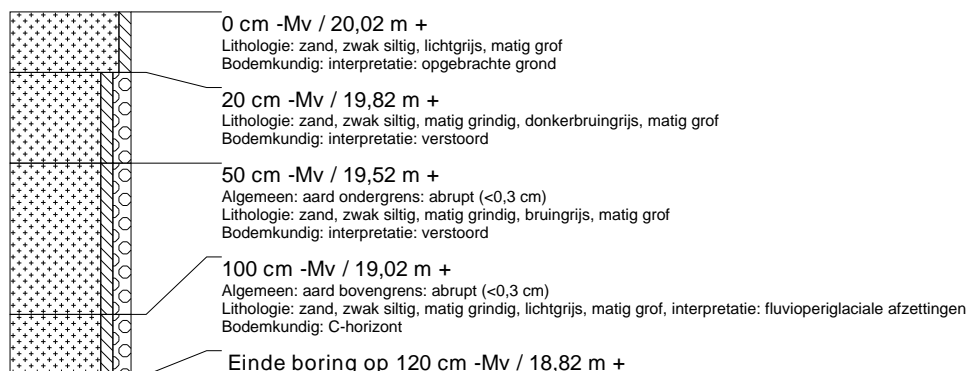 0 cm -Mv / 20,02 m +
Lithologie: zand, zwak siltig, lichtgrijs, matig grof
Bodemkundig: interpretatie: opgebrachte grond
20 cm -Mv / 19,82 m +
Lithologie: zand, zwak siltig, matig grindig, donkerbruingrijs, matig grof
Bodemkundig: interpretatie: verstoord
50 cm -Mv / 19,52 m +
Algemeen: aard ondergrens: abrupt (<0,3 cm)
Lithologie: zand, zwak siltig, matig grindig, bruingrijs, matig grof
Bodemkundig: interpretatie: verstoord
100 cm -Mv / 19,02 m +
Algemeen: aard bovengrens: abrupt (<0,3 cm)
Lithologie: zand, zwak siltig, matig grindig, lichtgrijs, matig grof, interpretatie: fluvioperiglaciale afzettingen
Bodemkundig: C-horizont
Einde boring op 120 cm -Mv / 18,82 m +